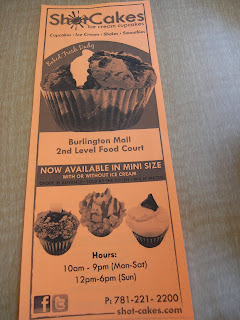 ShotCakes
ice cream cupcakes
Cupcakes • Ice Cream • Shakes • Smoothies
Baked Fresh Daily
Burlington Mall
2nd Level Food Court
NOW AVAILABLE IN MINI SIZE
WITH OR WITHOUT ICE CREAM
Hours:
10am - 9pm (Mon-Sat)
12pm-6pm (Sun)
P: 781-221-2200
shot-cakes.com